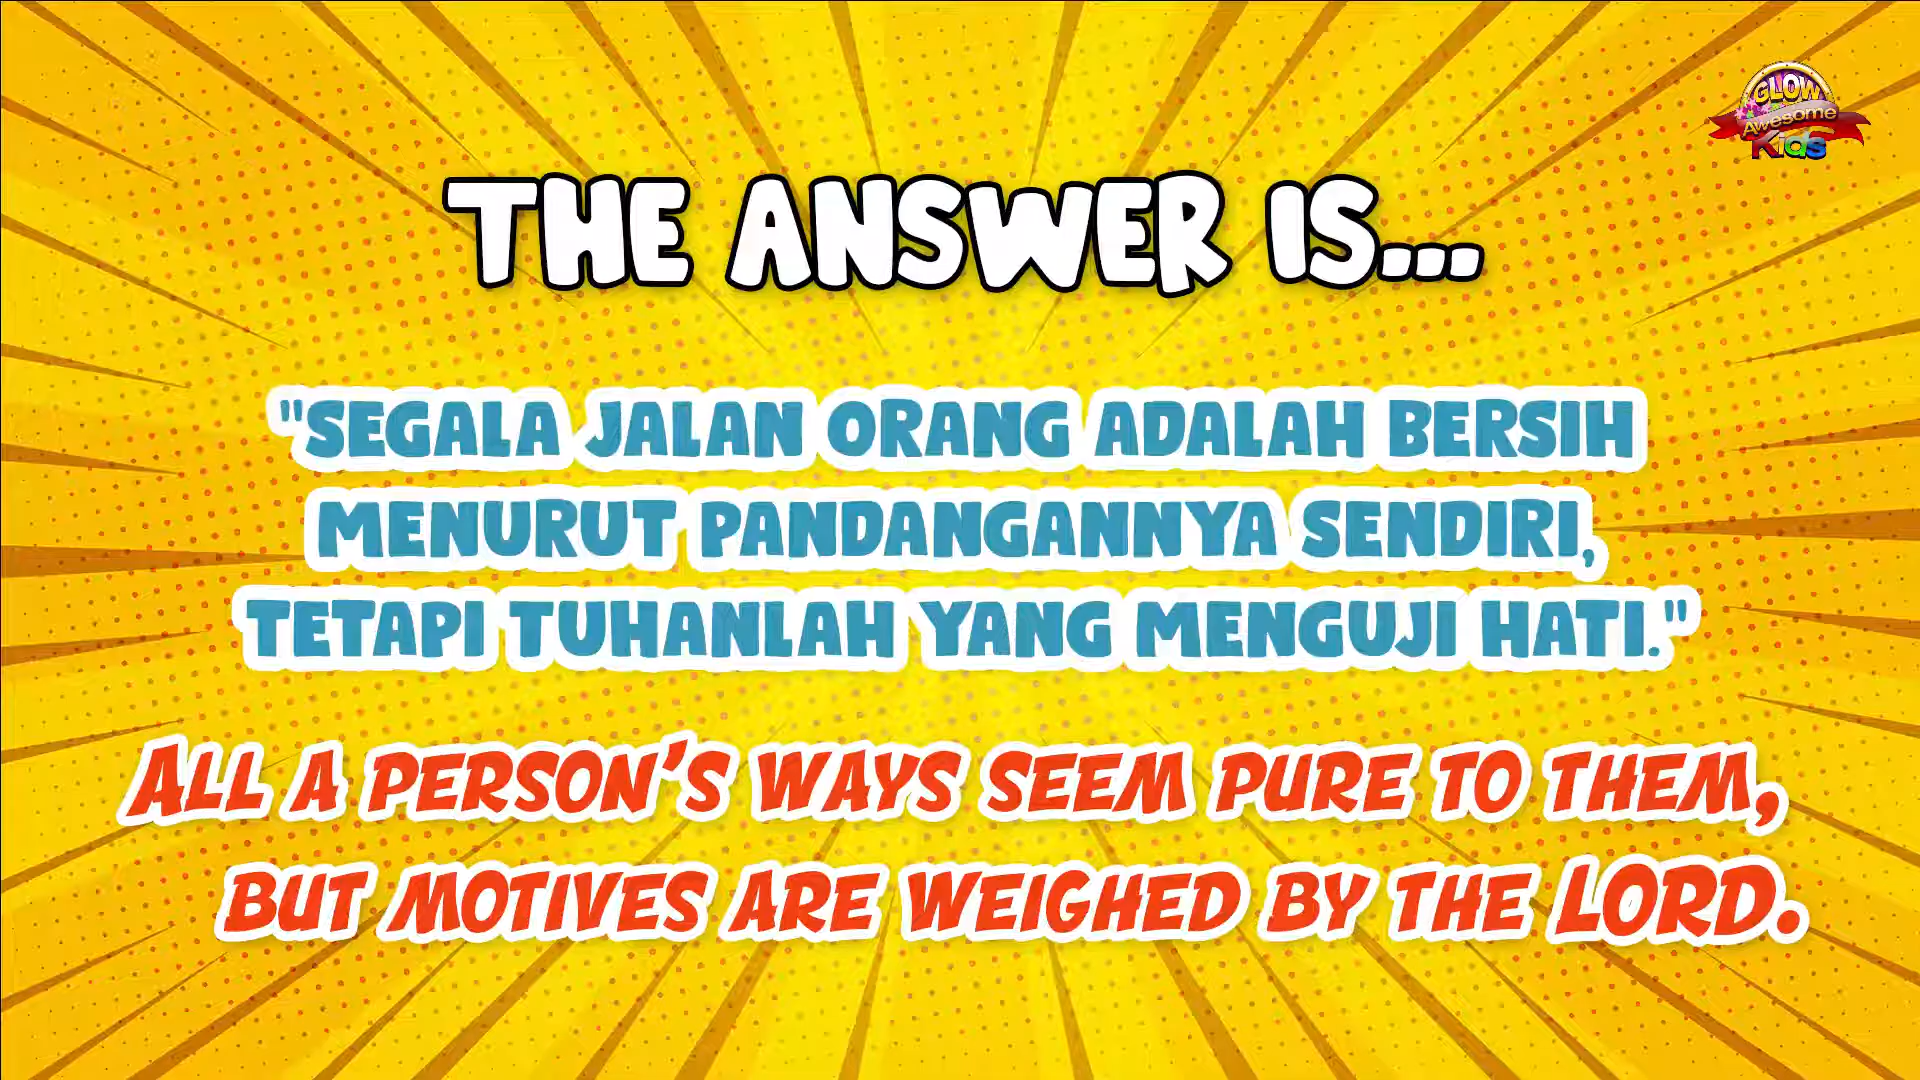 GLOW
Awesome
Kids
THE ANSWER IS...
"SEGALA JALAN ORANG ADALAH BERSIH
MENURUT PANDANGANNYA SENDIRI,
TETAPI TUHANLAH YANG MENGUJI HATI."
ALL A PERSON'S WAYS SEEM PURE TO THEM,
BUT MOTIVES ARE WEIGHED BY THE LORD.